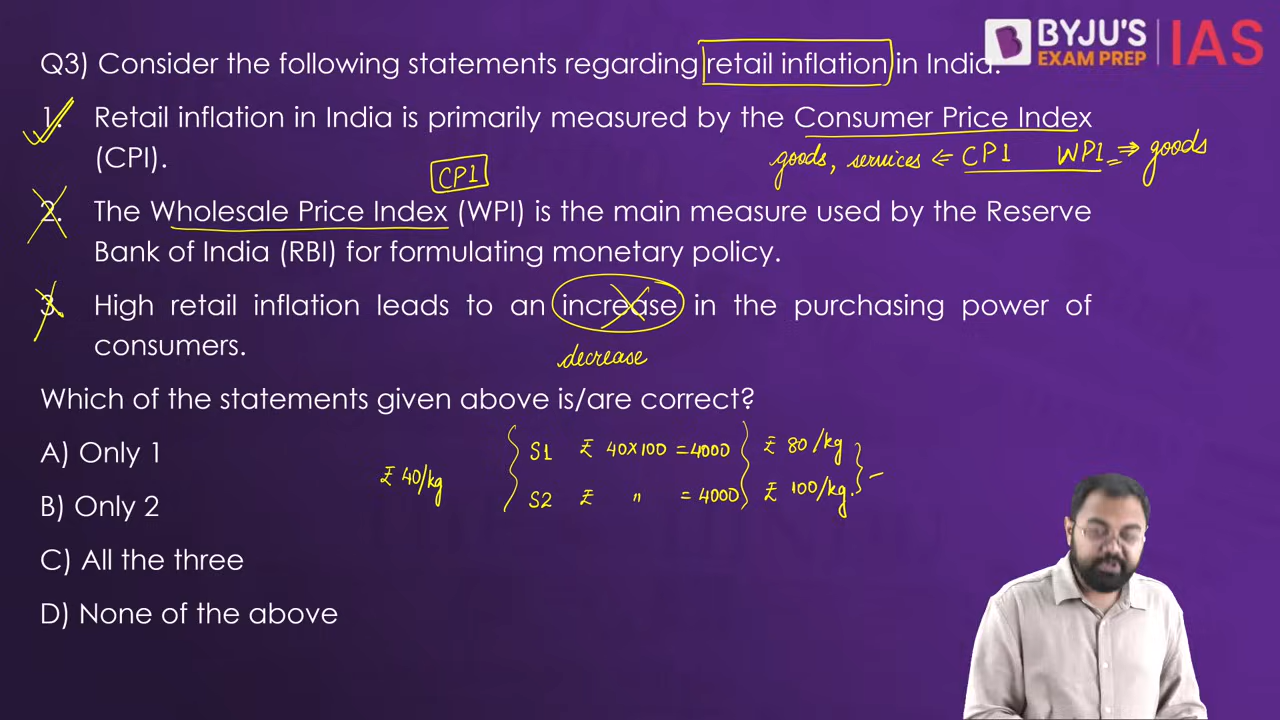 BYJU'S
EXAM PREP
IAS
Q3) Consider the following statements regarding retail inflation in India.
1. Retail inflation in India is primarily measured by the Consumer Price Index
(CPI).
goods, services ⇐ CPI WPI ⇒ goods
CPI
2. The Wholesale Price Index (WPI) is the main measure used by the Reserve
Bank of India (RBI) for formulating monetary policy.
3. High retail inflation leads to an increase in the purchasing power of
consumers.
decrease
Which of the statements given above is/are correct?
A) Only 1
B) Only 2
C) All the three
D) None of the above
₹ 40/kg
S1 ₹ 40×100 = 4000 ₹ 80/kg
S2 ₹ " = 4000 ₹ 100/kg.